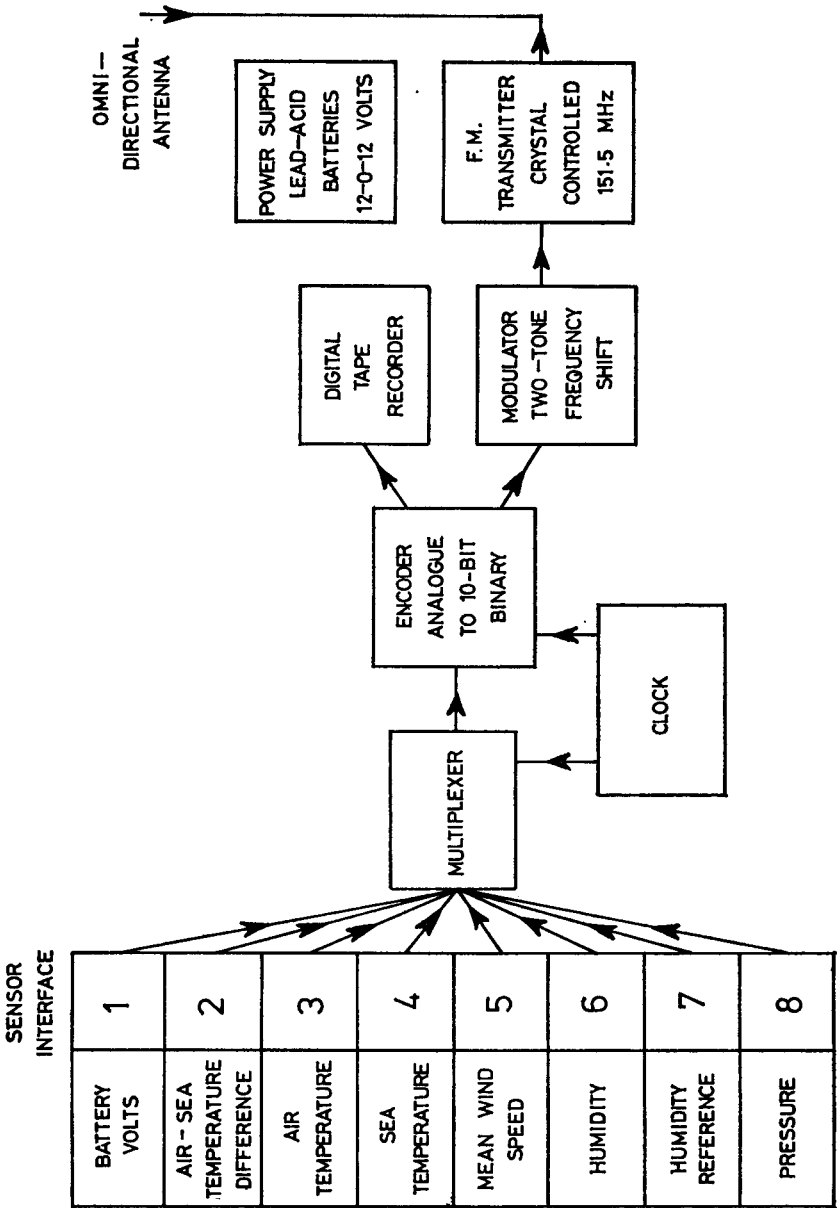 SENSOR
INTERFACE
BATTERY
VOLTS
1
AIR-SEA
TEMPERATURE
DIFFERENCE
2
AIR
TEMPERATURE
3
SEA
TEMPERATURE
4
MEAN WIND
SPEED
5
HUMIDITY
6
HUMIDITY
REFERENCE
7
PRESSURE
8
MULTIPLEXER
CLOCK
ENCODER
ANALOGUE
TO 10-BIT
BINARY
DIGITAL
TAPE
RECORDER
MODULATOR
TWO-TONE
FREQUENCY
SHIFT
POWER SUPPLY
LEAD-ACID
BATTERIES
12-0-12 VOLTS
F.M.
TRANSMITTER
CRYSTAL
CONTROLLED
151·5 MHz
OMNI-
DIRECTIONAL
ANTENNA